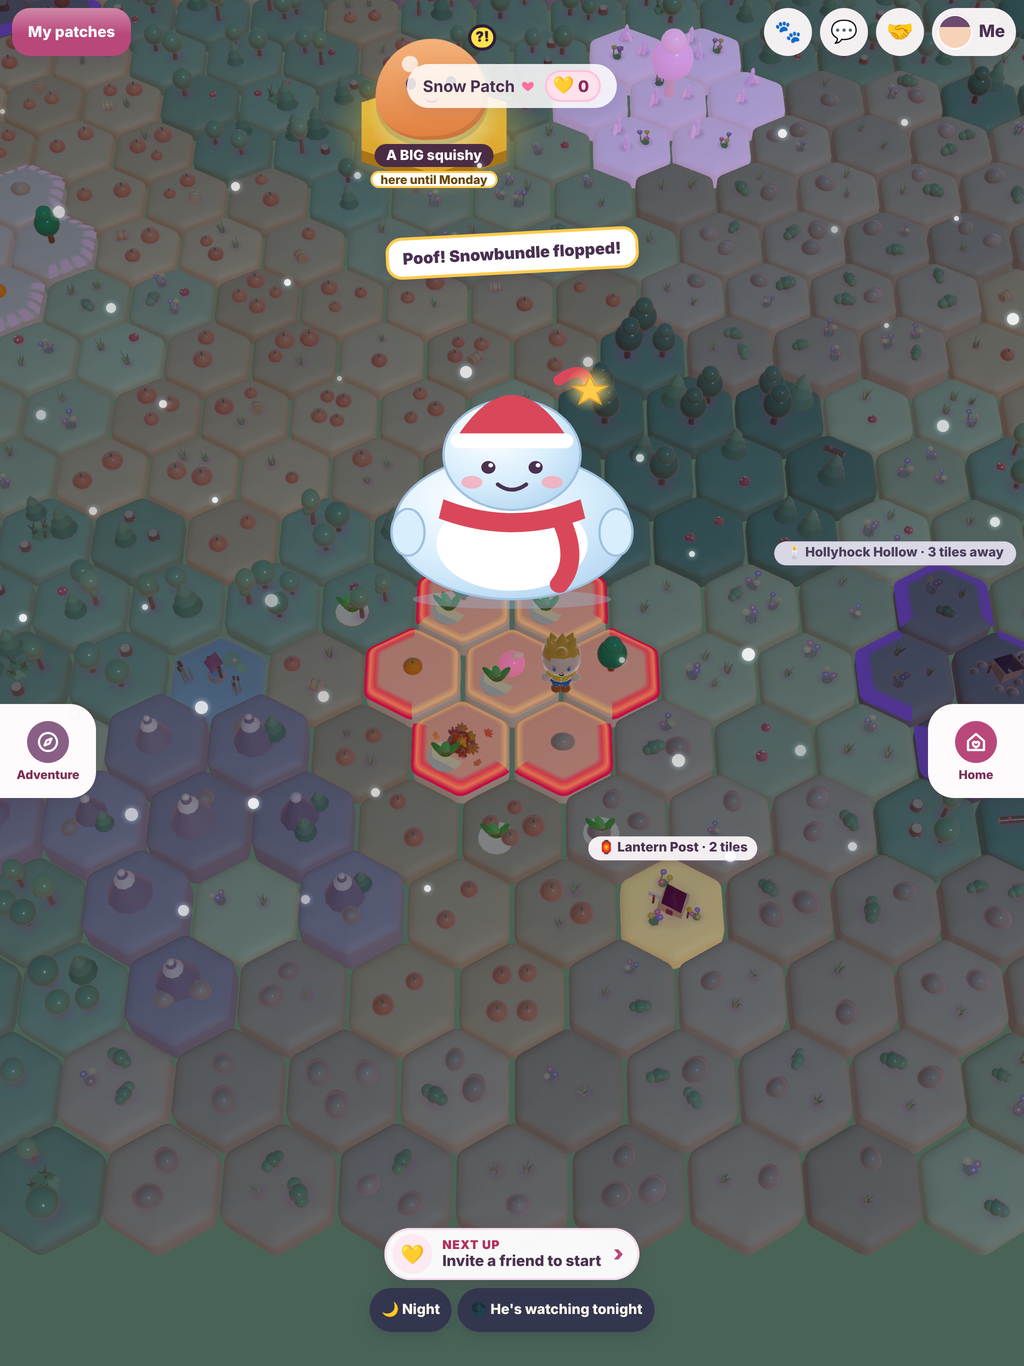 My patches
💬
Me
?!
Snow Patch
0
A BIG squishy
here until Monday
Poof! Snowbundle flopped!
Hollyhock Hollow · 3 tiles away
Adventure
Home
Lantern Post · 2 tiles
NEXT UP
Invite a friend to start
Night
He's watching tonight